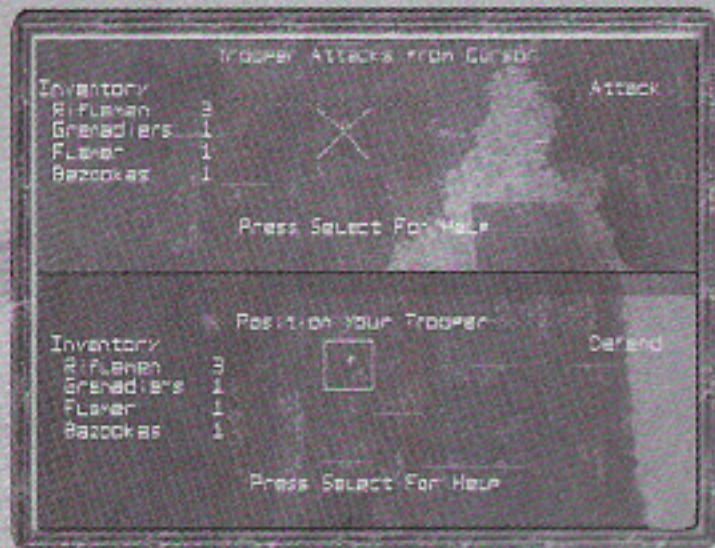 Trooper Attacks from Cursor
Inventory
Attack
Riflemen 3
Grenadiers 1
Flamer 1
Bazookas 1
Press Select For Help
Position Your Trooper
Inventory
Defend
Riflemen 3
Grenadiers 1
Flamer 1
Bazookas 1
Press Select For Help